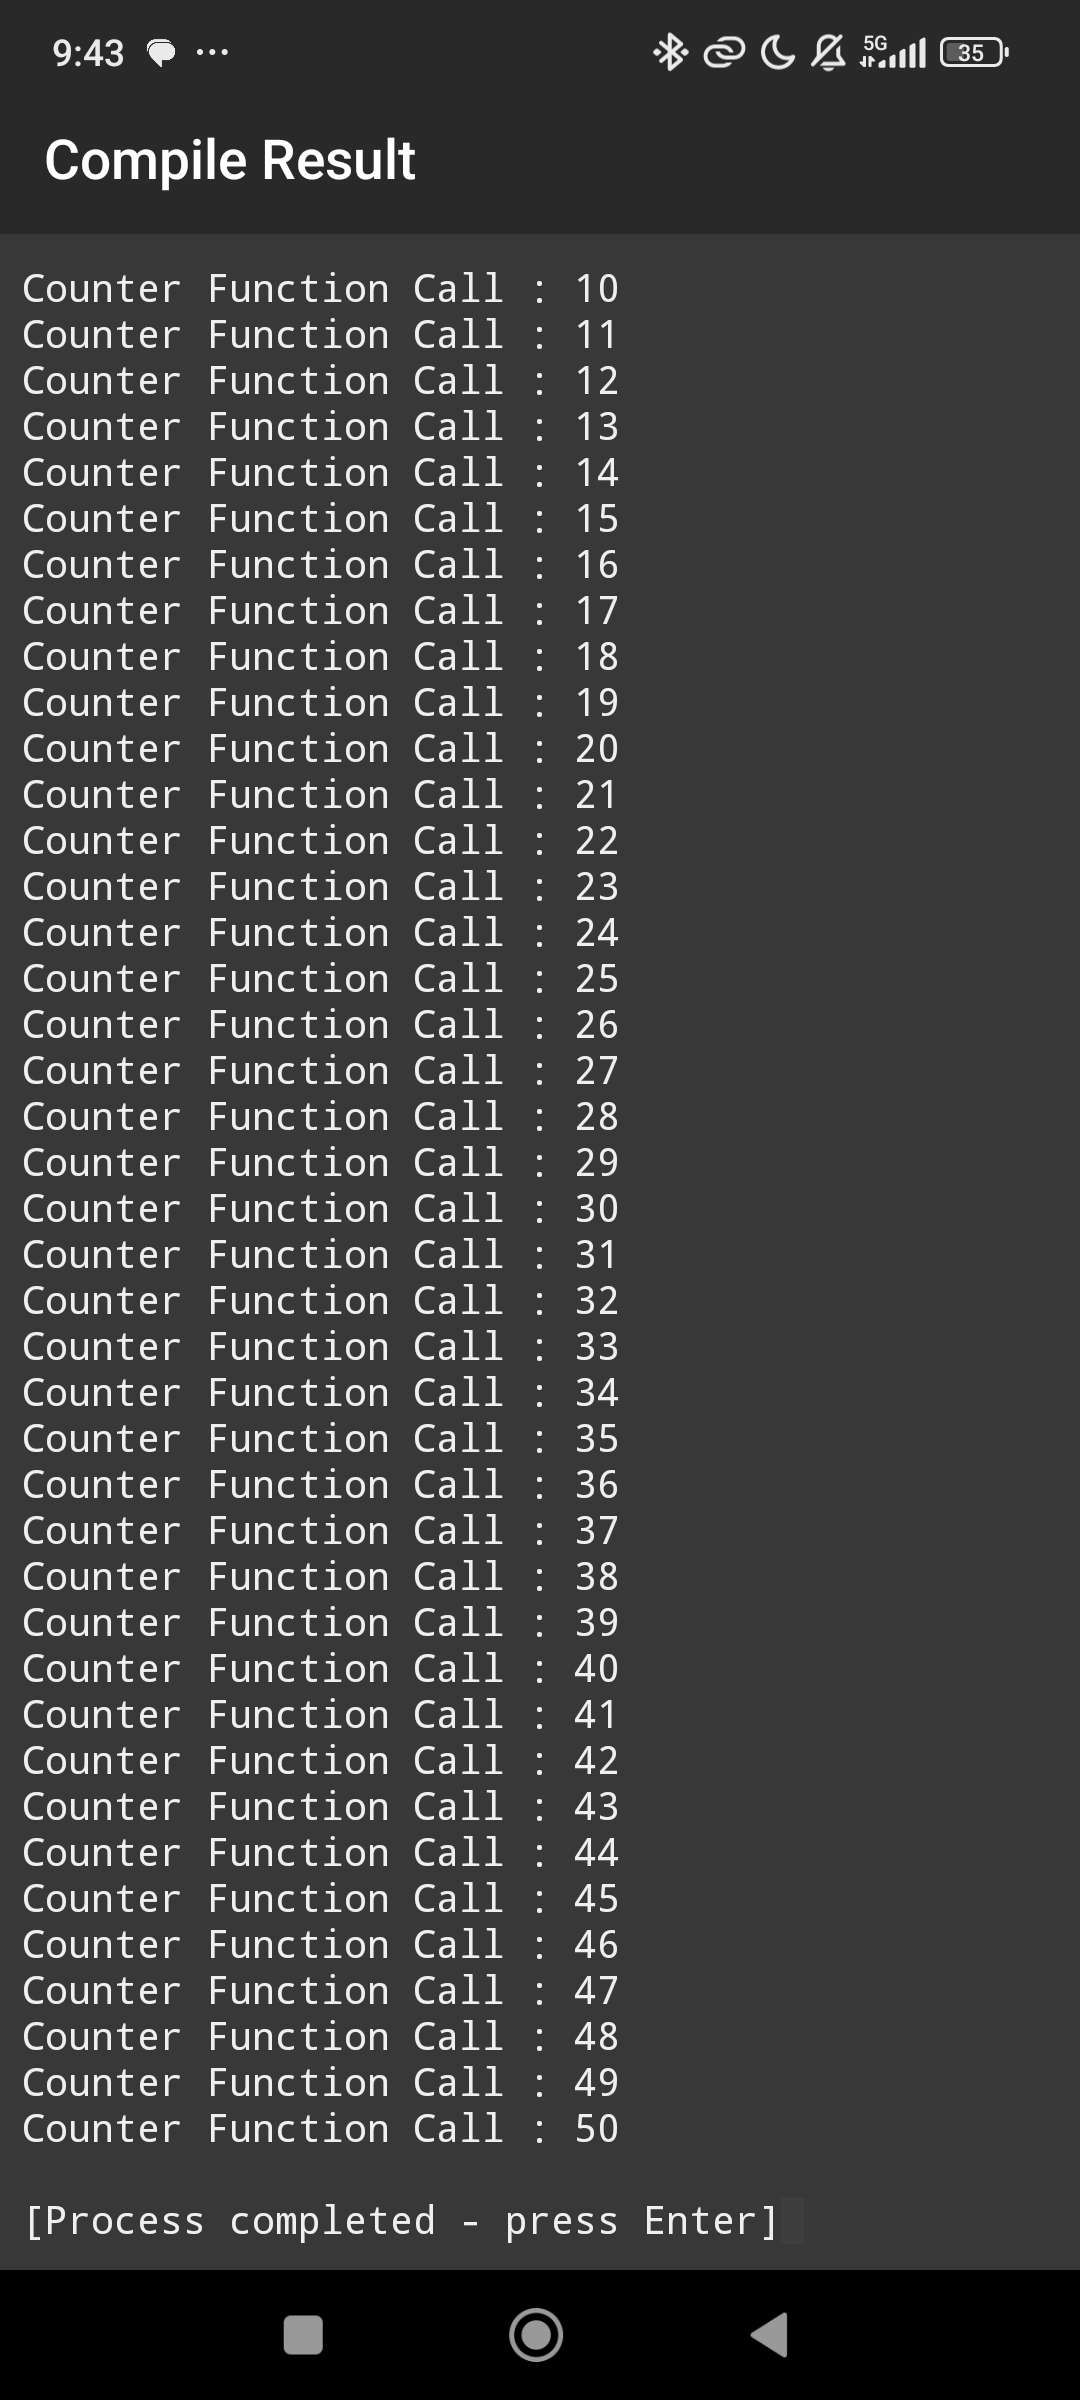 9:43
5G
35
Compile Result
Counter Function Call : 10
Counter Function Call : 11
Counter Function Call : 12
Counter Function Call : 13
Counter Function Call : 14
Counter Function Call : 15
Counter Function Call : 16
Counter Function Call : 17
Counter Function Call : 18
Counter Function Call : 19
Counter Function Call : 20
Counter Function Call : 21
Counter Function Call : 22
Counter Function Call : 23
Counter Function Call : 24
Counter Function Call : 25
Counter Function Call : 26
Counter Function Call : 27
Counter Function Call : 28
Counter Function Call : 29
Counter Function Call : 30
Counter Function Call : 31
Counter Function Call : 32
Counter Function Call : 33
Counter Function Call : 34
Counter Function Call : 35
Counter Function Call : 36
Counter Function Call : 37
Counter Function Call : 38
Counter Function Call : 39
Counter Function Call : 40
Counter Function Call : 41
Counter Function Call : 42
Counter Function Call : 43
Counter Function Call : 44
Counter Function Call : 45
Counter Function Call : 46
Counter Function Call : 47
Counter Function Call : 48
Counter Function Call : 49
Counter Function Call : 50
[Process completed - press Enter]